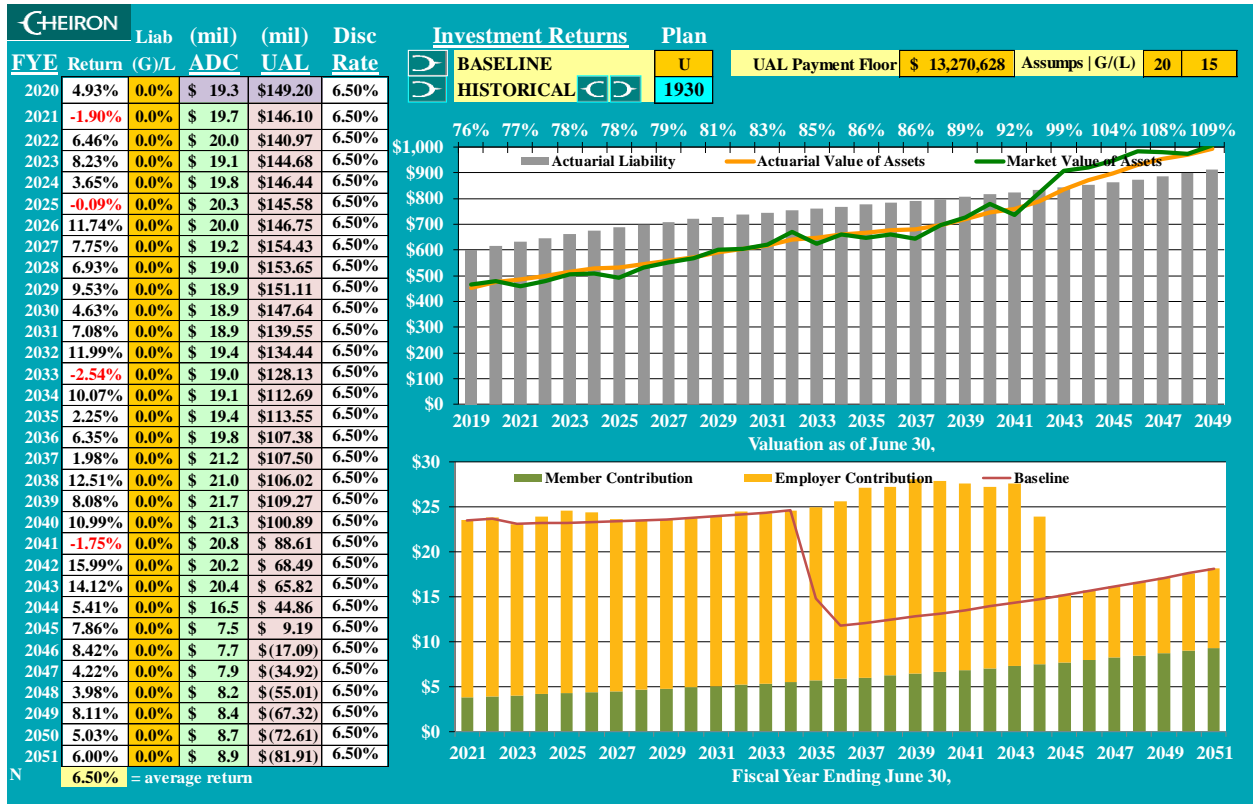 CHEIRON
Liab (mil) (mil) Disc
FYE Return (G)/L ADC UAL Rate
2020 4.93% 0.0% $ 19.3 $149.20 6.50%
2021 -1.90% 0.0% $ 19.7 $146.10 6.50%
2022 6.46% 0.0% $ 20.0 $140.97 6.50%
2023 8.23% 0.0% $ 19.1 $144.68 6.50%
2024 3.65% 0.0% $ 19.8 $146.44 6.50%
2025 -0.09% 0.0% $ 20.3 $145.58 6.50%
2026 11.74% 0.0% $ 20.0 $146.75 6.50%
2027 7.75% 0.0% $ 19.2 $154.43 6.50%
2028 6.93% 0.0% $ 19.0 $153.65 6.50%
2029 9.53% 0.0% $ 18.9 $151.11 6.50%
2030 4.63% 0.0% $ 18.9 $147.64 6.50%
2031 7.08% 0.0% $ 18.9 $139.55 6.50%
2032 11.99% 0.0% $ 19.4 $134.44 6.50%
2033 -2.54% 0.0% $ 19.0 $128.13 6.50%
2034 10.07% 0.0% $ 19.1 $112.69 6.50%
2035 2.25% 0.0% $ 19.4 $113.55 6.50%
2036 6.35% 0.0% $ 19.8 $107.38 6.50%
2037 1.98% 0.0% $ 21.2 $107.50 6.50%
2038 12.51% 0.0% $ 21.0 $106.02 6.50%
2039 8.08% 0.0% $ 21.7 $109.27 6.50%
2040 10.99% 0.0% $ 21.3 $100.89 6.50%
2041 -1.75% 0.0% $ 20.8 $ 88.61 6.50%
2042 15.99% 0.0% $ 20.2 $ 68.49 6.50%
2043 14.12% 0.0% $ 20.4 $ 65.82 6.50%
2044 5.41% 0.0% $ 16.5 $ 44.86 6.50%
2045 7.86% 0.0% $ 7.5 $ 9.19 6.50%
2046 8.42% 0.0% $ 7.7 $(17.09) 6.50%
2047 4.22% 0.0% $ 7.9 $(34.92) 6.50%
2048 3.98% 0.0% $ 8.2 $(55.01) 6.50%
2049 8.11% 0.0% $ 8.4 $(67.32) 6.50%
2050 5.03% 0.0% $ 8.7 $(72.61) 6.50%
2051 6.00% 0.0% $ 8.9 $(81.91) 6.50%
N 6.50% = average return
Investment Returns Plan
BASELINE U
HISTORICAL 1930
UAL Payment Floor $ 13,270,628 Assumps | G/(L) 20 15
76% 77% 78% 78% 79% 81% 83% 85% 86% 86% 89% 92% 99% 104% 108% 109%
Actuarial Liability Actuarial Value of Assets Market Value of Assets
$1,000
$900
$800
$700
$600
$500
$400
$300
$200
$100
$0
2019 2021 2023 2025 2027 2029 2031 2033 2035 2037 2039 2041 2043 2045 2047 2049
Valuation as of June 30,
Member Contribution Employer Contribution Baseline
$30
$25
$20
$15
$10
$5
$0
2021 2023 2025 2027 2029 2031 2033 2035 2037 2039 2041 2043 2045 2047 2049 2051
Fiscal Year Ending June 30,